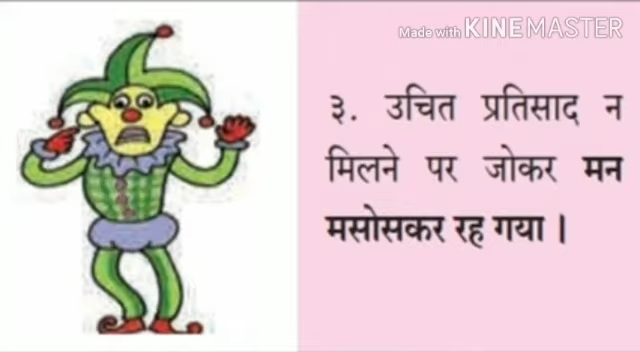 Made with KINEMASTER
३. उचित प्रतिसाद न
मिलने पर जोकर मन
मसोसकर रह गया ।